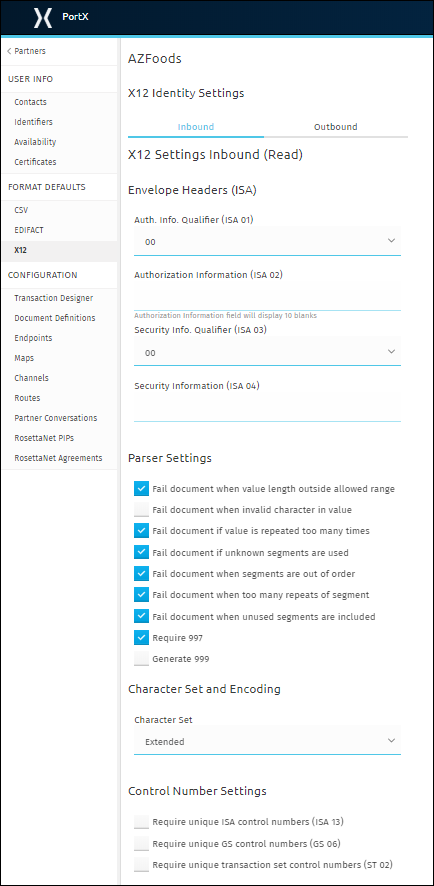 PortX
Partners
USER INFO
Contacts
Identifiers
Availability
Certificates
FORMAT DEFAULTS
CSV
EDIFACT
X12
CONFIGURATION
Transaction Designer
Document Definitions
Endpoints
Maps
Channels
Routes
Partner Conversations
RosettaNet PIPs
RosettaNet Agreements
AZFoods
X12 Identity Settings
Inbound Outbound
X12 Settings Inbound (Read)
Envelope Headers (ISA)
Auth. Info. Qualifier (ISA 01)
00
Authorization Information (ISA 02)
Authorization Information field will display 10 blanks
Security Info. Qualifier (ISA 03)
00
Security Information (ISA 04)
Parser Settings
Fail document when value length outside allowed range
Fail document when invalid character in value
Fail document if value is repeated too many times
Fail document if unknown segments are used
Fail document when segments are out of order
Fail document when too many repeats of segment
Fail document when unused segments are included
Require 997
Generate 999
Character Set and Encoding
Character Set
Extended
Control Number Settings
Require unique ISA control numbers (ISA 13)
Require unique GS control numbers (GS 06)
Require unique transaction set control numbers (ST 02)